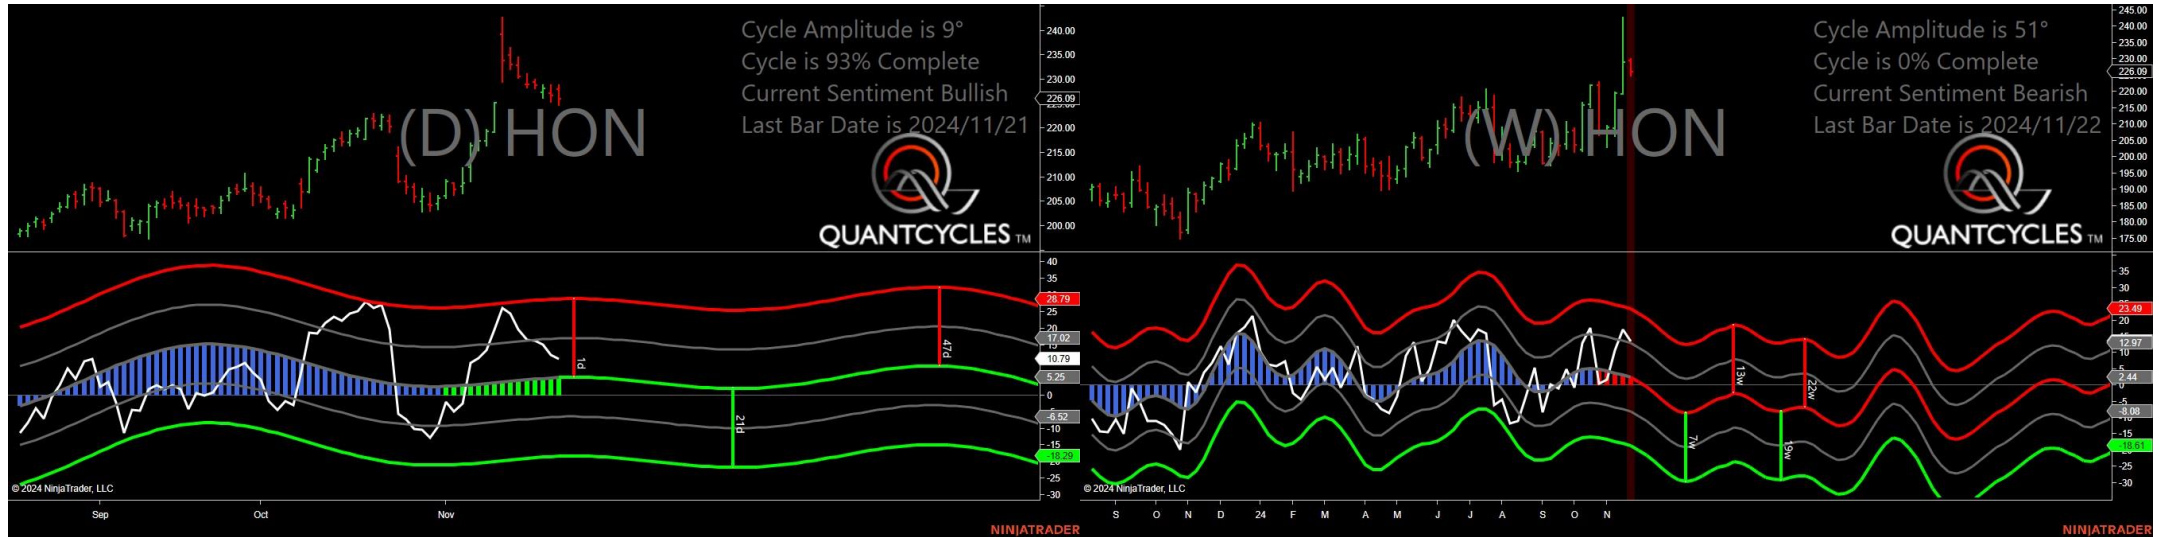 Cycle Amplitude is 9°
Cycle is 93% Complete
Current Sentiment Bullish
Last Bar Date is 2024/11/21
(D) HON
QUANTCYCLES TM
240.00
235.00
230.00
226.09
220.00
215.00
210.00
205.00
200.00
40
35
28.79
25
20
17.02
10.79
5.25
0
-6.52
-10
-15
-18.29
-25
-30
1d
21d
47d
© 2024 NinjaTrader, LLC
Sep Oct Nov
NINJATRADER
Cycle Amplitude is 51°
Cycle is 0% Complete
Current Sentiment Bearish
Last Bar Date is 2024/11/22
(W) HON
QUANTCYCLES TM
245.00
240.00
235.00
230.00
226.09
220.00
215.00
210.00
205.00
200.00
195.00
190.00
185.00
180.00
175.00
35
30
23.49
20
12.97
10
2.44
-5
-8.08
-15
-18.61
-25
-30
7w
13w
19w
22w
© 2024 NinjaTrader, LLC
S O N D 24 F M A M J J A S O N
NINJATRADER